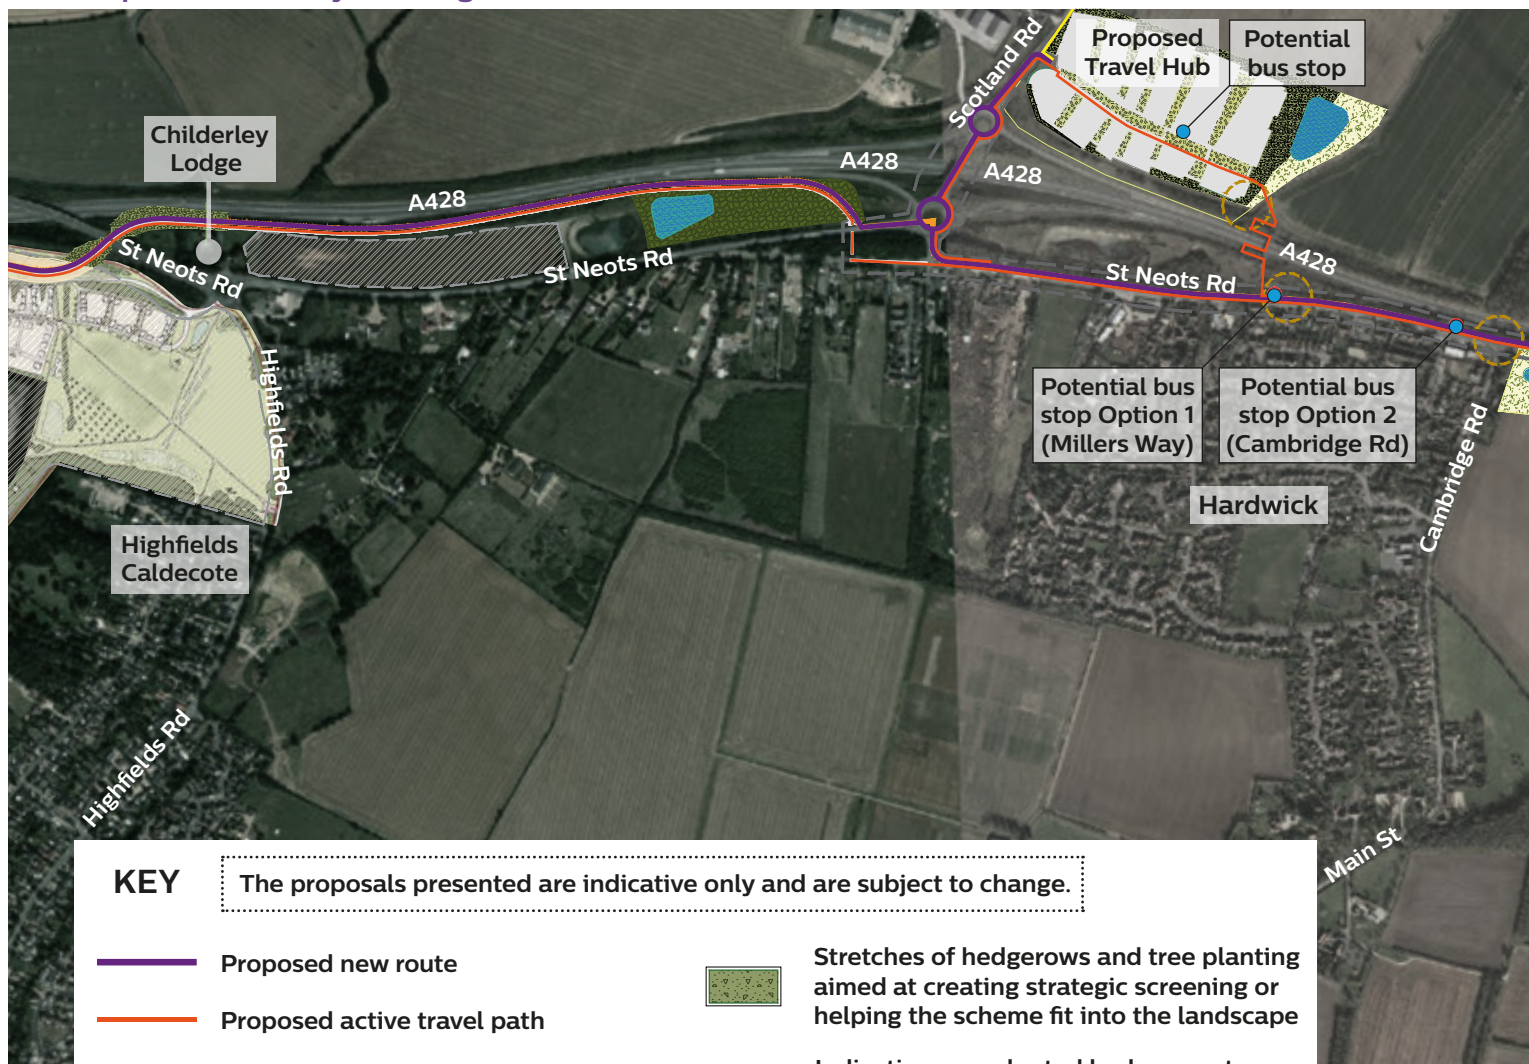 Scotland Rd
Proposed
Travel Hub
Potential
bus stop
Childerley
Lodge
A428
A428
A428
A428
St Neots Rd
St Neots Rd
St Neots Rd
Highfields Rd
Potential bus
stop Option 1
(Millers Way)
Potential bus
stop Option 2
(Cambridge Rd)
Cambridge Rd
Hardwick
Highfields
Caldecote
Highfields Rd
Main St
KEY
The proposals presented are indicative only and are subject to change.
Proposed new route
Proposed active travel path
Stretches of hedgerows and tree planting
aimed at creating strategic screening or
helping the scheme fit into the landscape